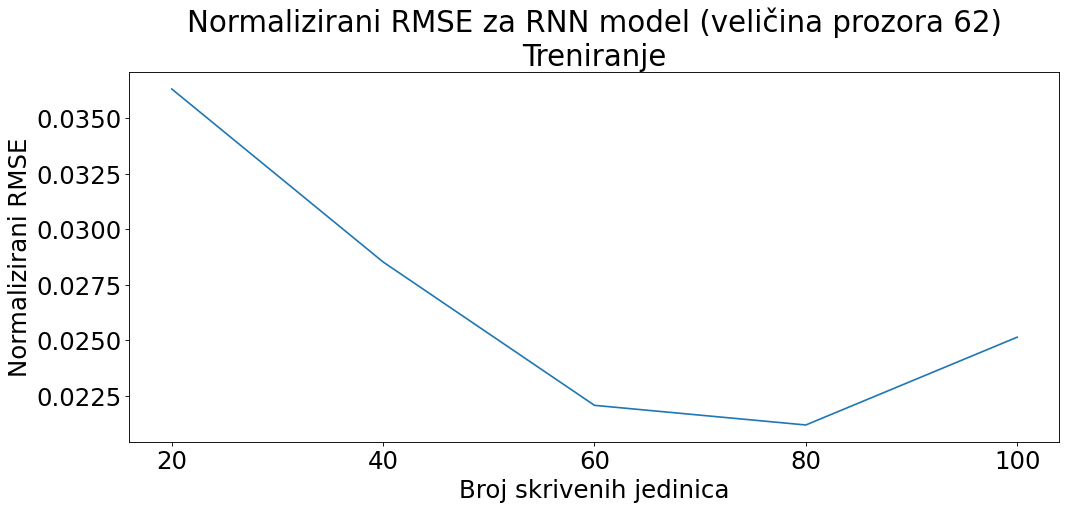 Normalizirani RMSE za RNN model (veličina prozora 62)
Treniranje
Normalizirani RMSE
0.0350
0.0325
0.0300
0.0275
0.0250
0.0225
20 40 60 80 100
Broj skrivenih jedinica